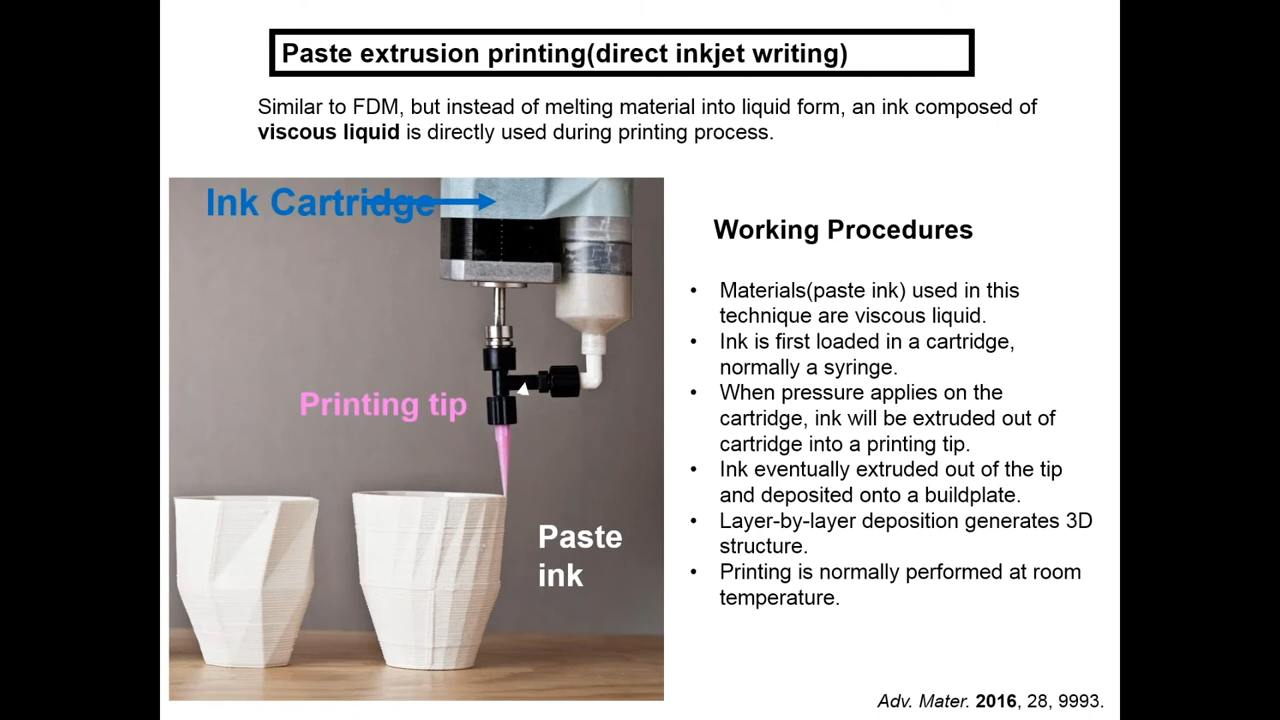 Paste extrusion printing(direct inkjet writing)
Similar to FDM, but instead of melting material into liquid form, an ink composed of
viscous liquid is directly used during printing process.
Ink Cartridge
Printing tip
Paste
ink
Working Procedures
• Materials(paste ink) used in this
technique are viscous liquid.
• Ink is first loaded in a cartridge,
normally a syringe.
• When pressure applies on the
cartridge, ink will be extruded out of
cartridge into a printing tip.
• Ink eventually extruded out of the tip
and deposited onto a buildplate.
• Layer-by-layer deposition generates 3D
structure.
• Printing is normally performed at room
temperature.
Adv. Mater. 2016, 28, 9993.